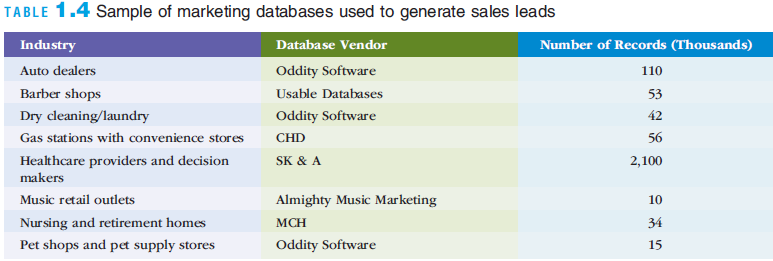 TABLE 1.4 Sample of marketing databases used to generate sales leads
Industry Database Vendor Number of Records (Thousands)
Auto dealers Oddity Software 110
Barber shops Usable Databases 53
Dry cleaning/laundry Oddity Software 42
Gas stations with convenience stores CHD 56
Healthcare providers and decision SK & A 2,100
makers
Music retail outlets Almighty Music Marketing 10
Nursing and retirement homes MCH 34
Pet shops and pet supply stores Oddity Software 15